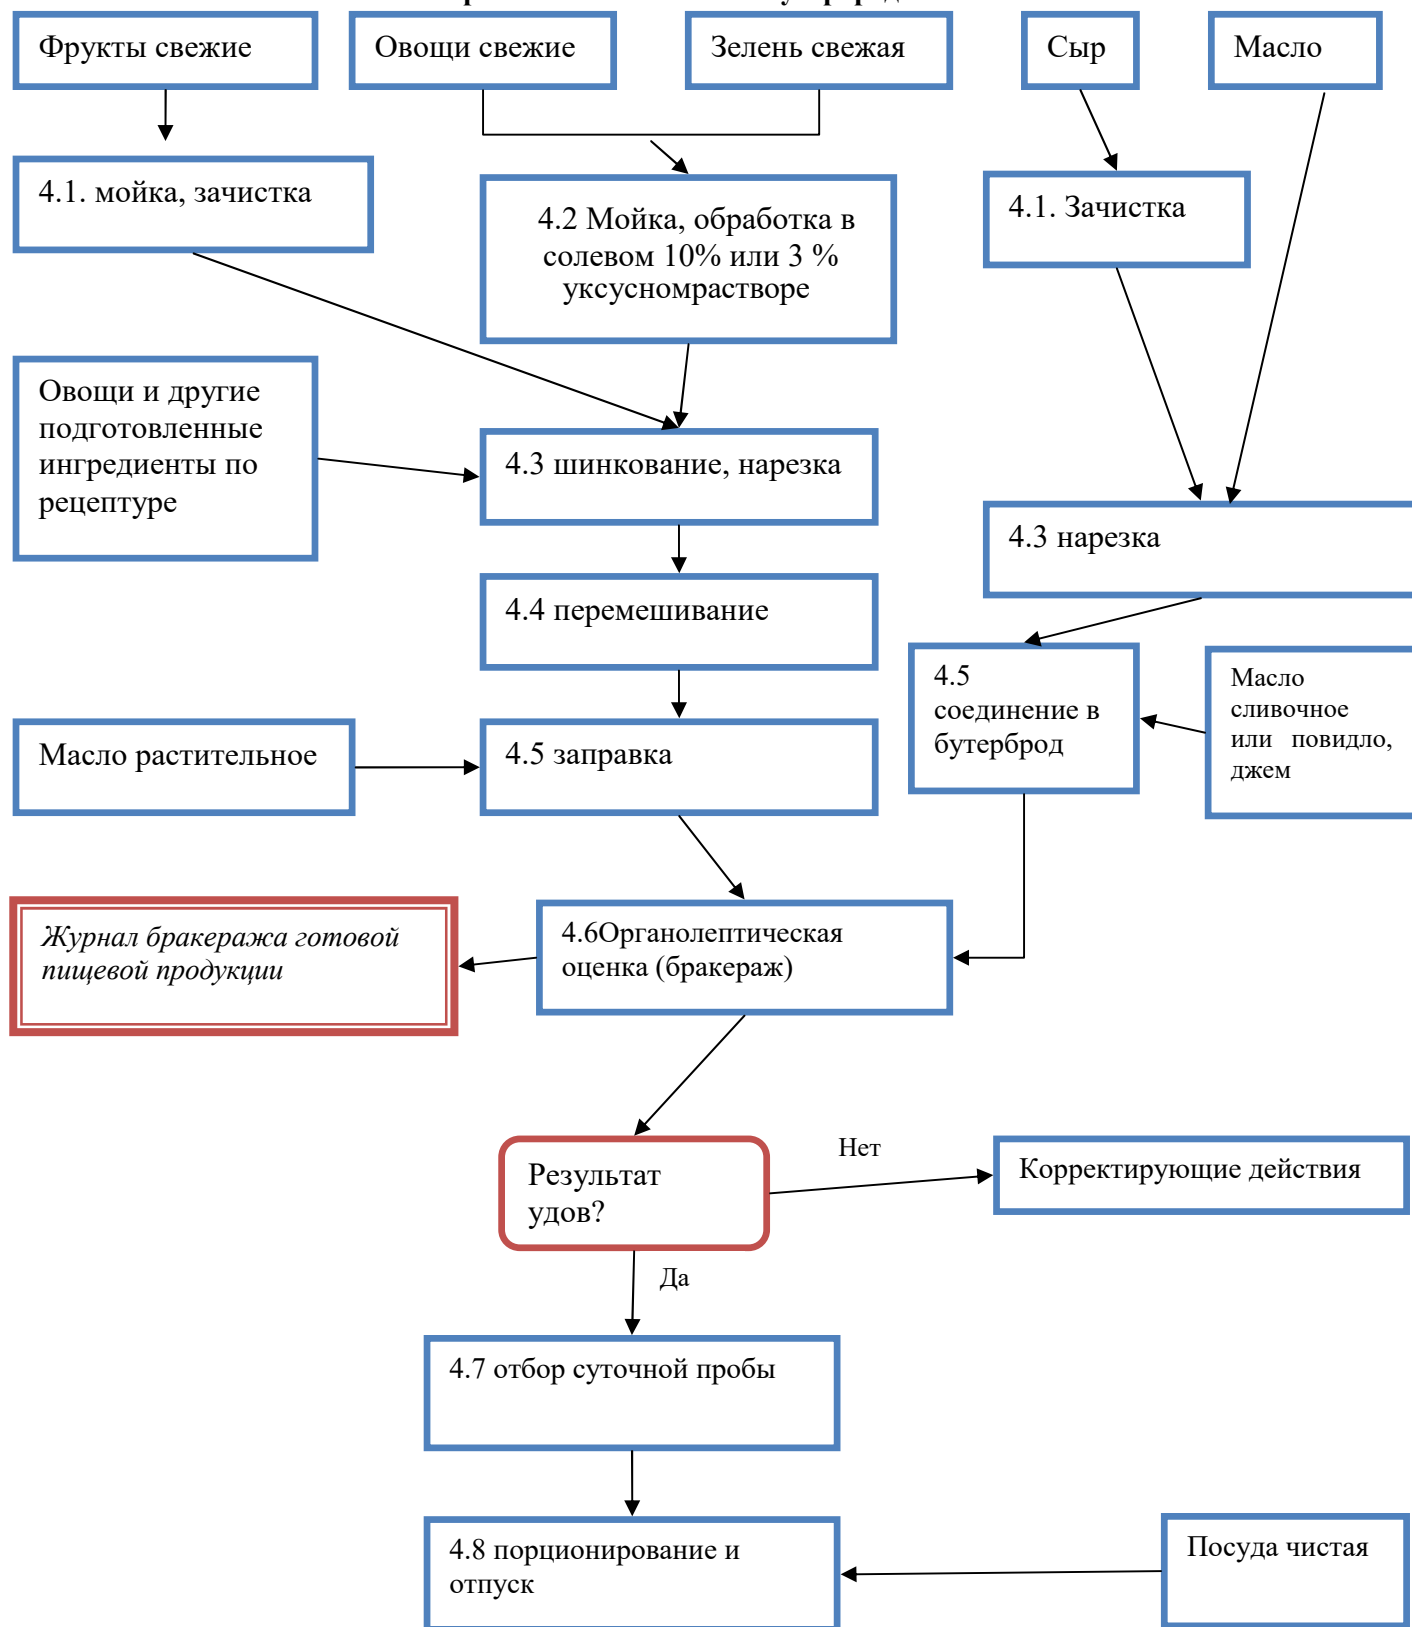 Фрукты свежие
Овощи свежие
Зелень свежая
Сыр
Масло
4.1. мойка, зачистка
4.2 Мойка, обработка в
солевом 10% или 3 %
уксусномрастворе
4.1. Зачистка
Овощи и другие
подготовленные
ингредиенты по
рецептуре
4.3 шинкование, нарезка
4.3 нарезка
4.4 перемешивание
4.5
соединение в
бутерброд
Масло
сливочное
или повидло,
джем
Масло растительное
4.5 заправка
Журнал бракеража готовой
пищевой продукции
4.6Органолептическая
оценка (бракераж)
Результат
удов?
Нет
Корректирующие действия
Да
4.7 отбор суточной пробы
4.8 порционирование и
отпуск
Посуда чистая